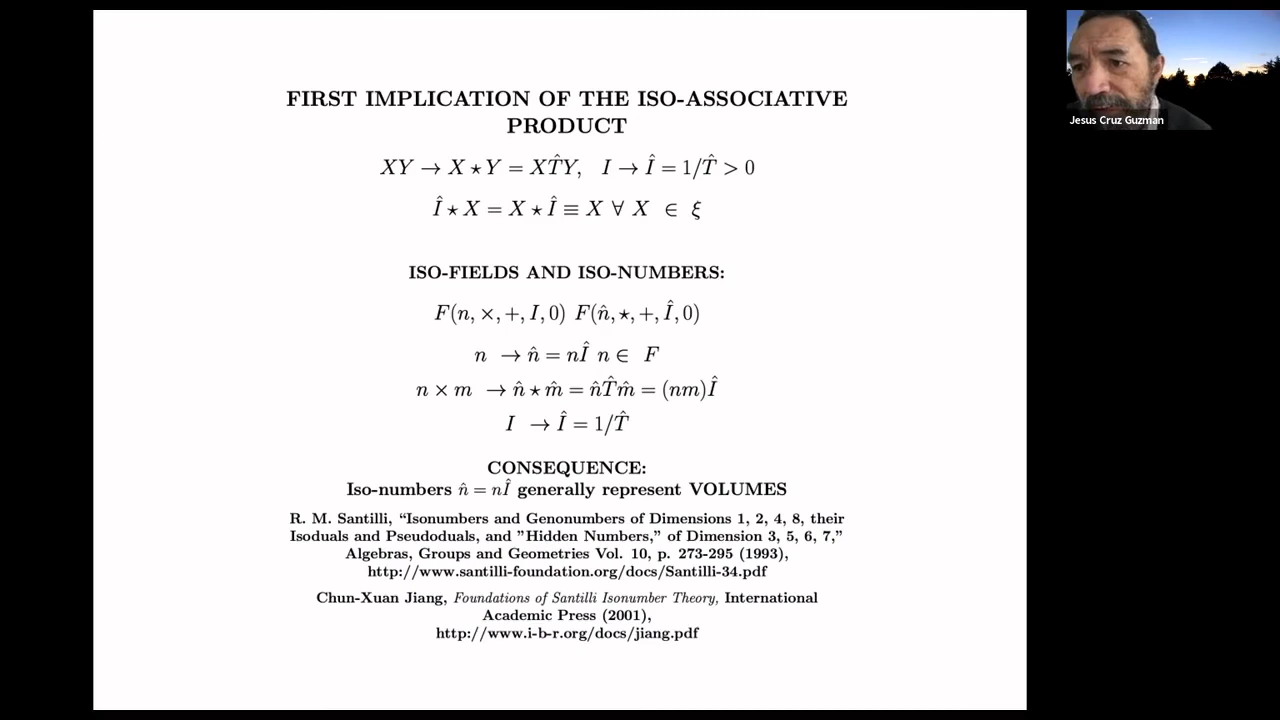 FIRST IMPLICATION OF THE ISO-ASSOCIATIVE
PRODUCT
XY → X ⋆ Y = XT̂Y, I → Î = 1/T̂ > 0
Î ⋆ X = X ⋆ Î ≡ X ∀ X ∈ ξ
ISO-FIELDS AND ISO-NUMBERS:
F(n, ×, +, I, 0) F(n̂, ⋆, +, Î, 0)
n → n̂ = nÎ n ∈ F
n × m → n̂ ⋆ m̂ = n̂T̂m̂ = (nm)Î
I → Î = 1/T̂
CONSEQUENCE:
Iso-numbers n̂ = nÎ generally represent VOLUMES
R. M. Santilli, “Isonumbers and Genonumbers of Dimensions 1, 2, 4, 8, their
Isoduals and Pseudoduals, and ”Hidden Numbers,” of Dimension 3, 5, 6, 7,”
Algebras, Groups and Geometries Vol. 10, p. 273-295 (1993),
http://www.santilli-foundation.org/docs/Santilli-34.pdf
Chun-Xuan Jiang, Foundations of Santilli Isonumber Theory, International
Academic Press (2001),
http://www.i-b-r.org/docs/jiang.pdf
Jesus Cruz Guzman